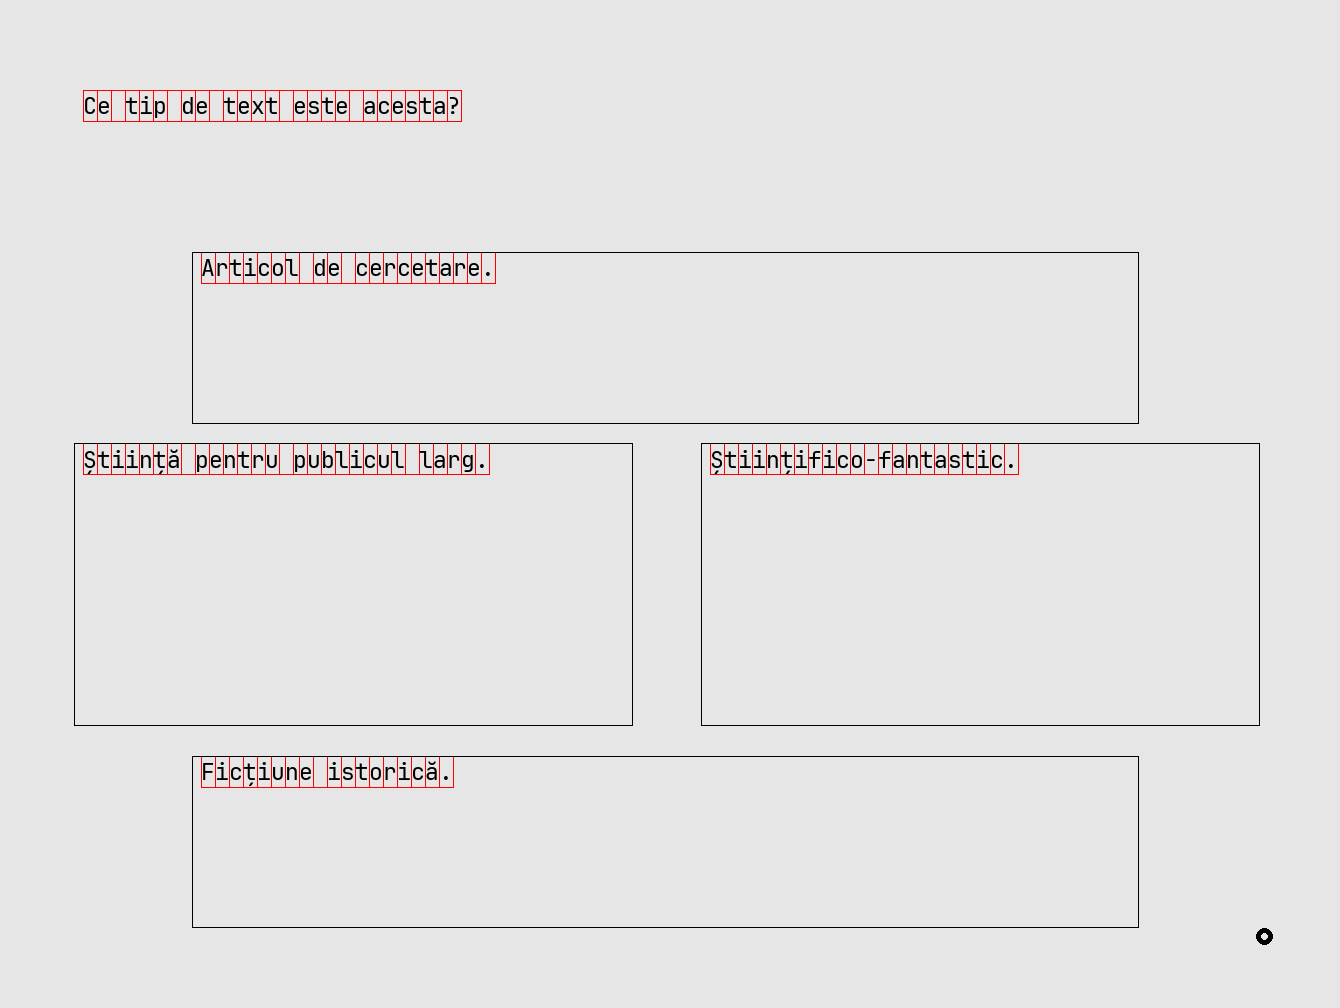 Ce tip de text este acesta?
Articol de cercetare.
Știință pentru publicul larg.
Științifico-fantastic.
Ficțiune istorică.